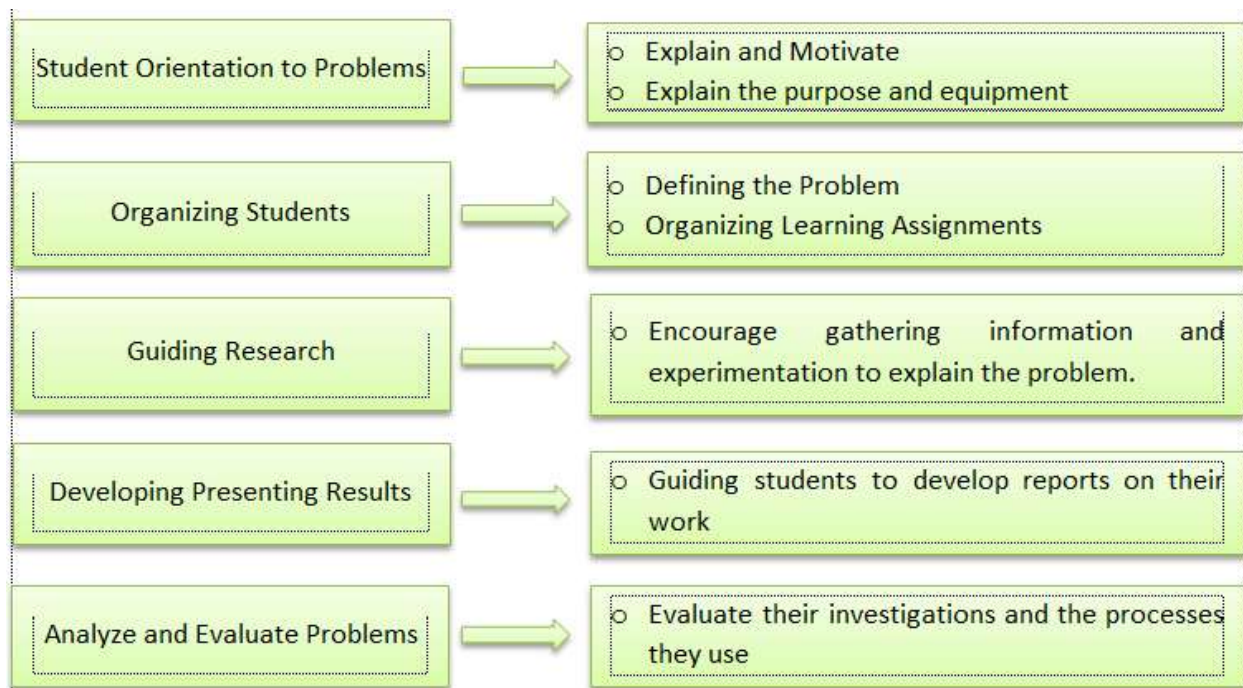 Student Orientation to Problems
o Explain and Motivate
o Explain the purpose and equipment
Organizing Students
o Defining the Problem
o Organizing Learning Assignments
Guiding Research
o Encourage gathering information and
experimentation to explain the problem.
Developing Presenting Results
o Guiding students to develop reports on their
work
Analyze and Evaluate Problems
o Evaluate their investigations and the processes
they use